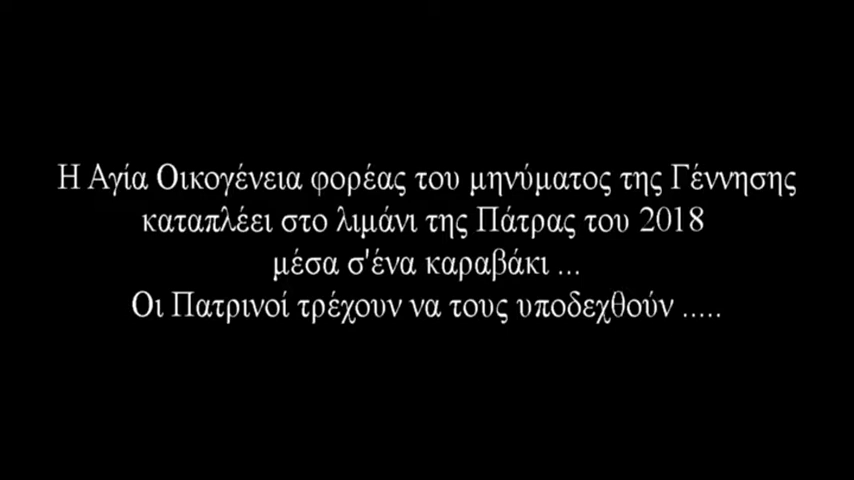 Η Αγία Οικογένεια φορέας του μηνύματος της Γέννησης
καταπλέει στο λιμάνι της Πάτρας του 2018
μέσα σ'ένα καραβάκι ...
Οι Πατρινοί τρέχουν να τους υποδεχθούν .....